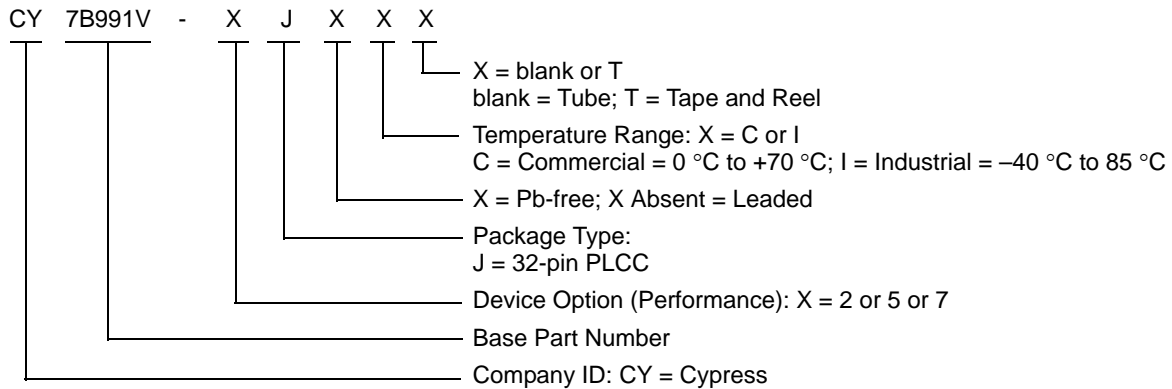 CY 7B991V - X J X X X
X = blank or T
blank = Tube; T = Tape and Reel
Temperature Range: X = C or I
C = Commercial = 0 °C to +70 °C; I = Industrial = –40 °C to 85 °C
X = Pb-free; X Absent = Leaded
Package Type:
J = 32-pin PLCC
Device Option (Performance): X = 2 or 5 or 7
Base Part Number
Company ID: CY = Cypress